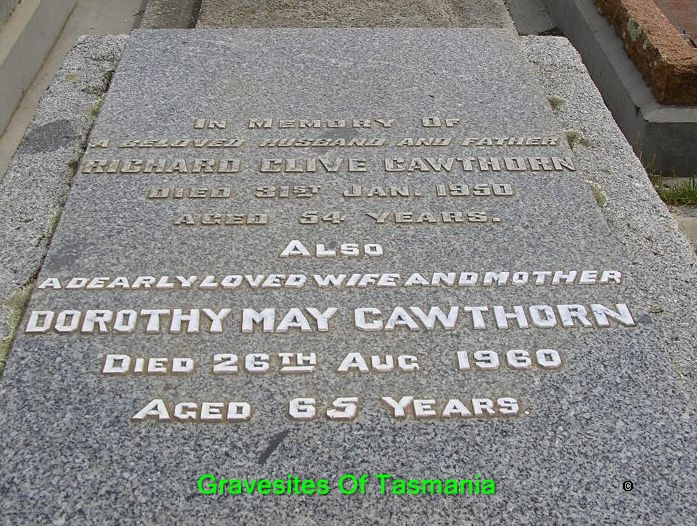 In Memory Of
A Beloved Husband And Father
Richard Clive Cawthorn
Died 31st Jan. 1950
Aged 54 Years.
Also
A Dearly Loved Wife And Mother
Dorothy May Cawthorn
Died 26th Aug 1960
Aged 65 Years.
Gravesites Of Tasmania ©